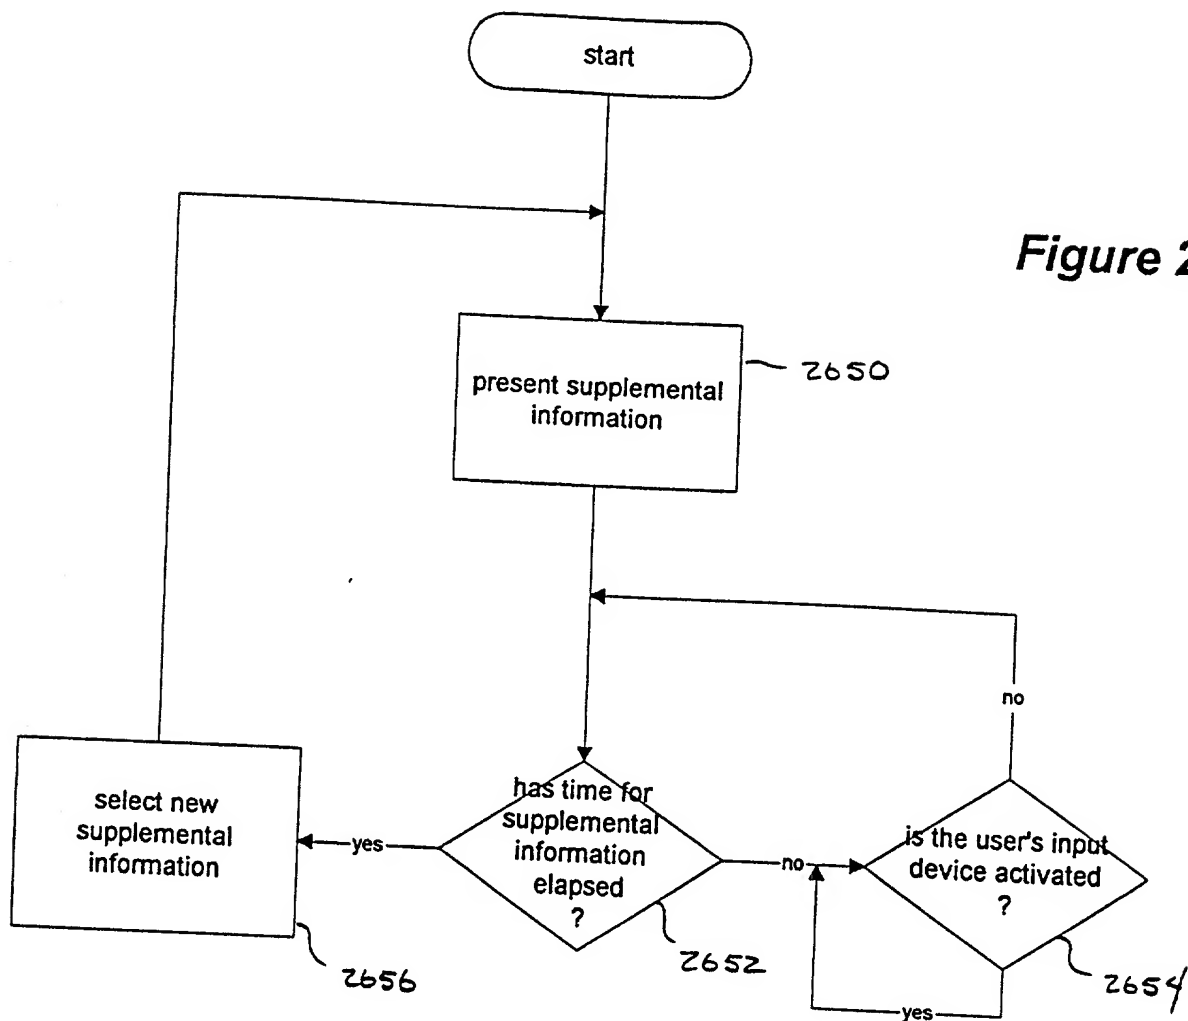 start
Figure 2
present supplemental
information
2650
no
select new
supplemental
information
yes
has time for
supplemental
information
elapsed
?
no
is the user's input
device activated
?
2656
2652
2654
yes